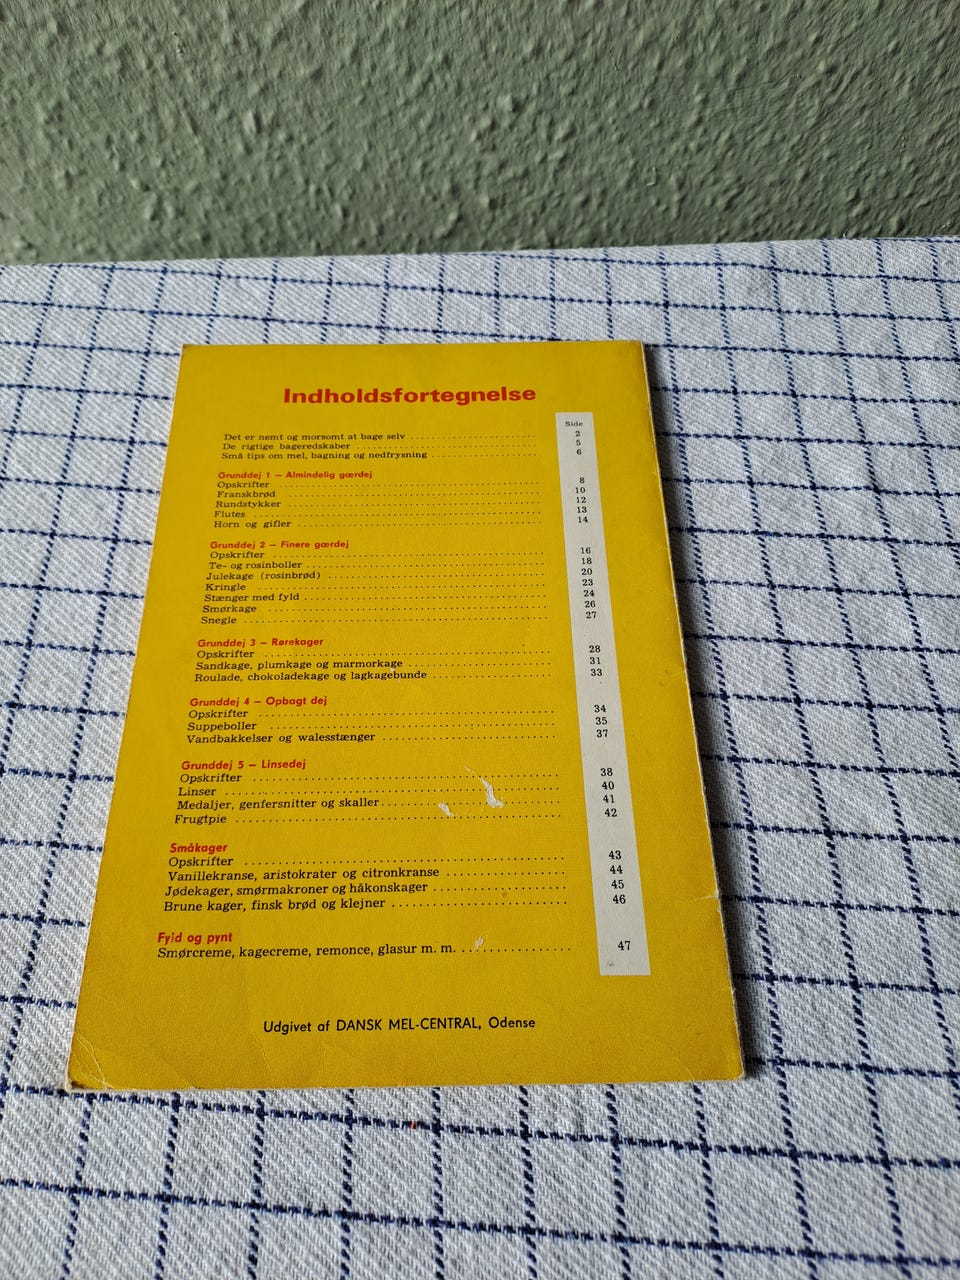 Indholdsfortegnelse
Side
Det er nemt og morsomt at bage selv ........................ 2
De rigtige bageredskaber ........................ 5
Små tips om mel, bagning og nedfrysning ........................ 6
Grunddej 1 – Almindelig gærdej
Opskrifter ........................ 8
Franskbrød ........................ 10
Rundstykker ........................ 12
Flutes ........................ 13
Horn og gifler ........................ 14
Grunddej 2 – Finere gærdej
Opskrifter ........................ 16
Te- og rosinboller ........................ 18
Julekage (rosinbrød) ........................ 20
Kringle ........................ 23
Stænger med fyld ........................ 24
Smørkage ........................ 26
Snegle ........................ 27
Grunddej 3 – Rørekager
Opskrifter ........................ 28
Sandkage, plumkage og marmorkage ........................ 31
Roulade, chokoladekage og lagkagebunde ........................ 33
Grunddej 4 – Opbagt dej
Opskrifter ........................ 34
Suppeboller ........................ 35
Vandbakkelser og walesstænger ........................ 37
Grunddej 5 – Linsedej
Opskrifter ........................ 38
Linser ........................ 40
Medaljer, genfersnitter og skaller ........................ 41
Frugtpie ........................ 42
Småkager
Opskrifter ........................ 43
Vanillekranse, aristokrater og citronkranse ........................ 44
Jødekager, smørmakroner og håkonskager ........................ 45
Brune kager, finsk brød og klejner ........................ 46
Fyld og pynt
Smørcreme, kagecreme, remonce, glasur m. m. ........................ 47
Udgivet af DANSK MEL-CENTRAL, Odense